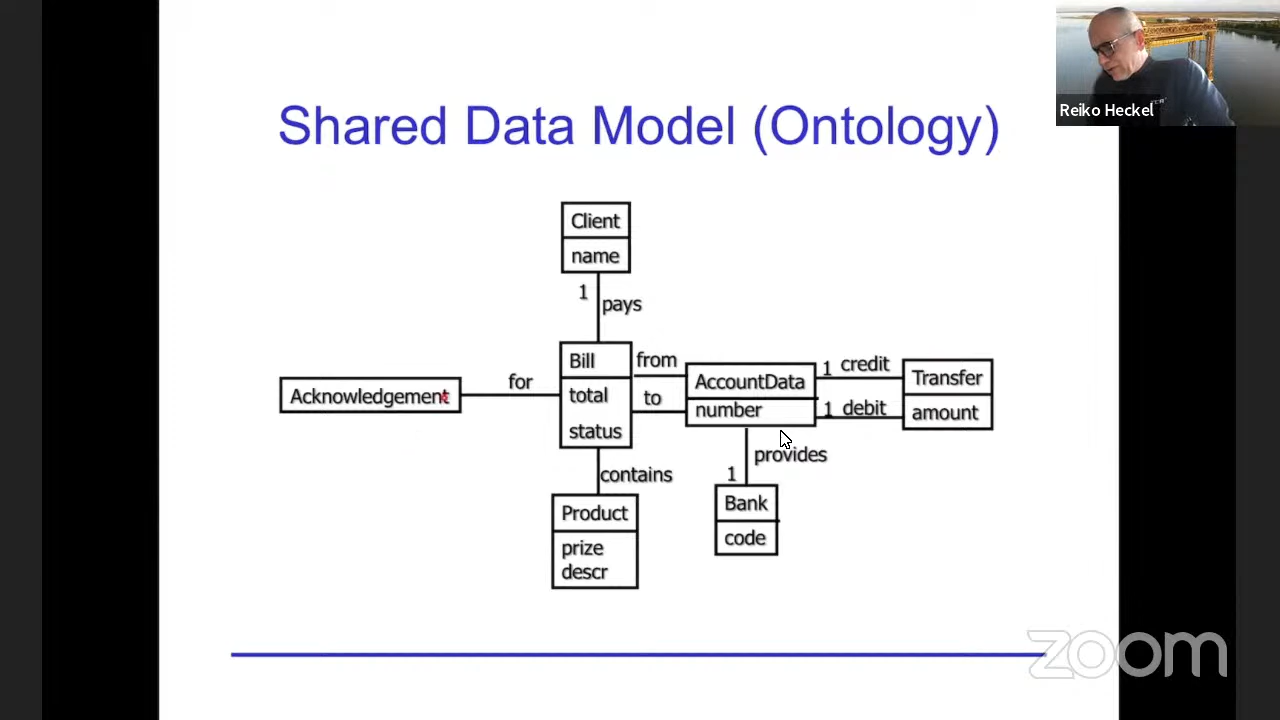 Reiko Heckel
Shared Data Model (Ontology)
Client
name
1
pays
Bill
total
status
from
to
for
Acknowledgement
AccountData
number
1 credit
1 debit
Transfer
amount
provides
1
contains
Product
prize
descr
Bank
code
zoom